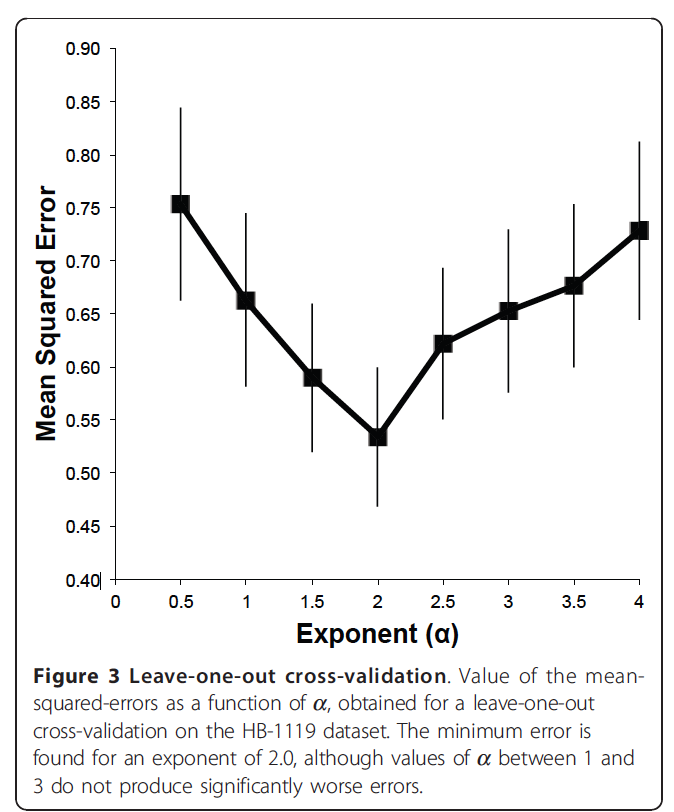 0.90
0.85
0.80
0.75
0.70
0.65
0.60
0.55
0.50
0.45
0.40
Mean Squared Error
0 0.5 1 1.5 2 2.5 3 3.5 4
Exponent (α)
Figure 3 Leave-one-out cross-validation. Value of the mean-
squared-errors as a function of α, obtained for a leave-one-out
cross-validation on the HB-1119 dataset. The minimum error is
found for an exponent of 2.0, although values of α between 1 and
3 do not produce significantly worse errors.